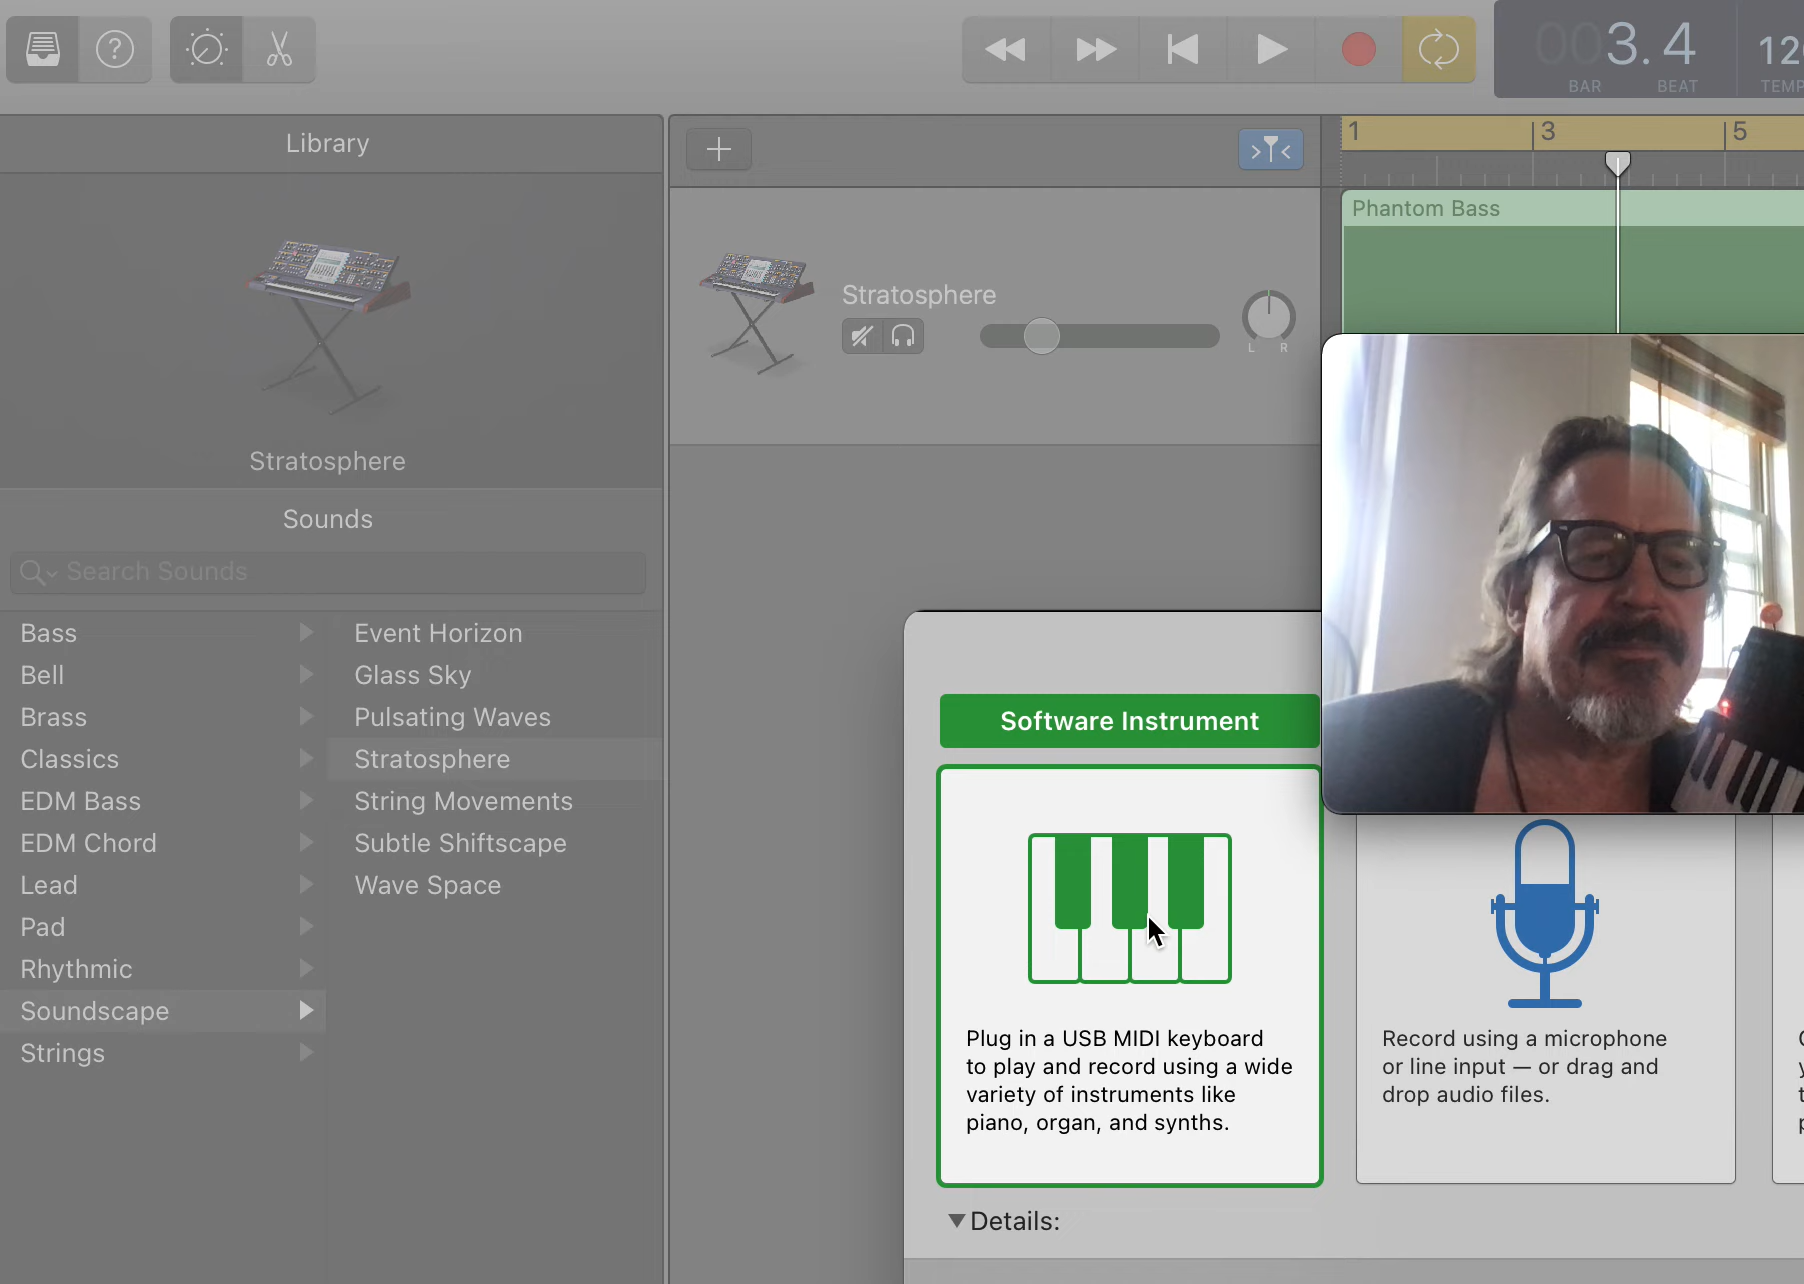 003.4
BAR
BEAT
Library
1
3
5
Phantom Bass
Stratosphere
L
R
Stratosphere
Sounds
Search Sounds
Bass
Event Horizon
Bell
Glass Sky
Brass
Pulsating Waves
Classics
Stratosphere
EDM Bass
String Movements
EDM Chord
Subtle Shiftscape
Lead
Wave Space
Pad
Rhythmic
Soundscape
Strings
Software Instrument
Plug in a USB MIDI keyboard
to play and record using a wide
variety of instruments like
piano, organ, and synths.
Record using a microphone
or line input — or drag and
drop audio files.
Details: